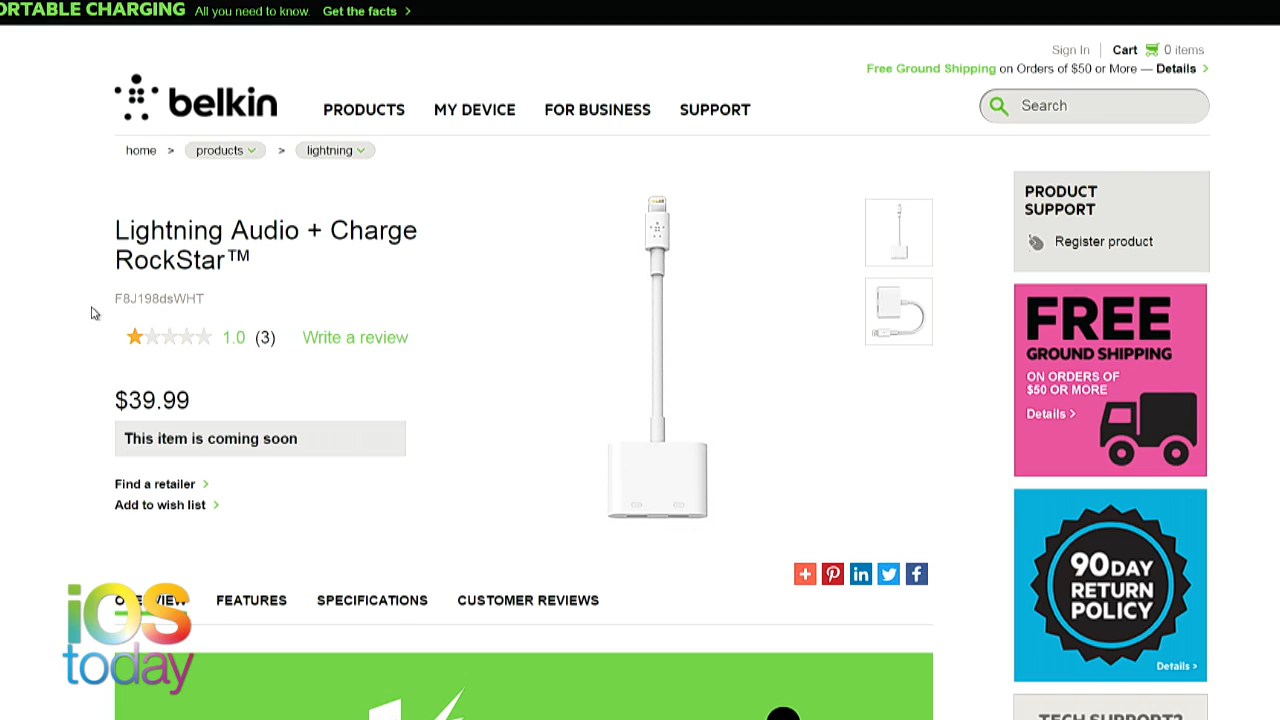 ORTABLE CHARGING All you need to know. Get the facts >
Sign In | Cart 0 items
Free Ground Shipping on Orders of $50 or More — Details >
belkin PRODUCTS MY DEVICE FOR BUSINESS SUPPORT
Search
home > products > lightning
Lightning Audio + Charge
RockStar™
F8J198dsWHT
1.0 (3) Write a review
$39.99
This item is coming soon
Find a retailer >
Add to wish list >
PRODUCT
SUPPORT
Register product
FREE
GROUND SHIPPING
ON ORDERS OF
$50 OR MORE
Details >
90 DAY
RETURN
POLICY
Details >
OVERVIEW FEATURES SPECIFICATIONS CUSTOMER REVIEWS
iOS
today
TECH SUPPORT?